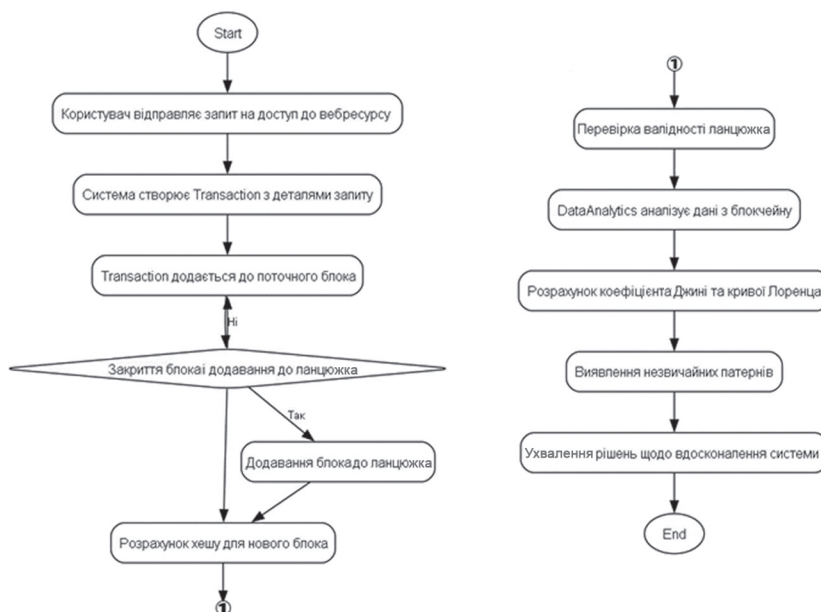 Start
Користувач відправляє запит на доступ до вебресурсу
Система створює Transaction з деталями запиту
Transaction додається до поточного блока
Ні
Закриття блокаі додавання до ланцюжка
Так
Додавання блокадо ланцюжка
Розрахунок хешу для нового блока
1
1
Перевірка валідності ланцюжка
DataAnalytics аналізує дані з блокчейну
Розрахунок коефіцієнта Джині та кривої Лоренца
Виявлення незвичайних патернів
Ухвалення рішень щодо вдосконалення системи
End